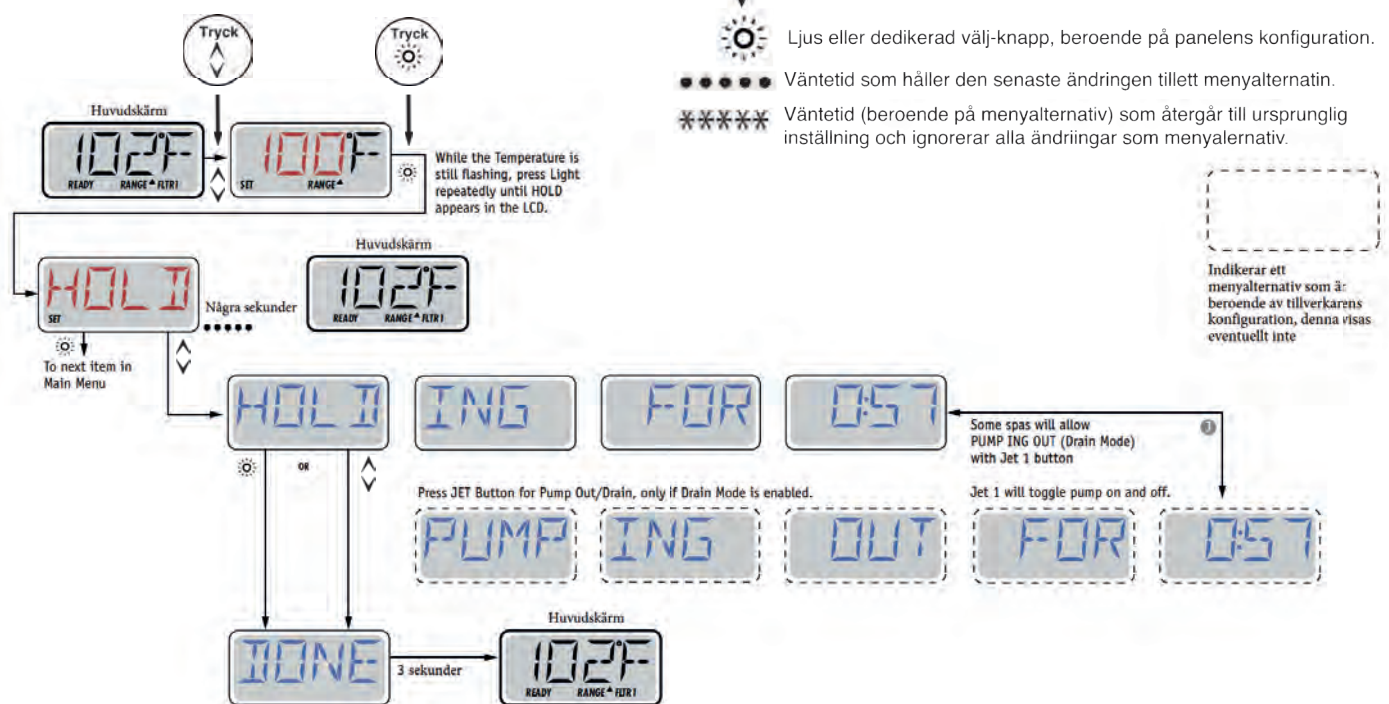 Tryck
Tryck
Ljus eller dedikerad välj-knapp, beroende på panelens konfiguration.
Väntetid som håller den senaste ändringen tillett menyalternatin.
Väntetid (beroende på menyalternativ) som återgår till ursprunglig
inställning och ignorerar alla ändriingar som menyalernativ.
Huvudskärm
102°F
READY RANGE FLTR1
100°F
SET RANGE
While the Temperature is
still flashing, press Light
repeatedly until HOLD
appears in the LCD.
Indikerar ett
menyalternativ som är
beroende av tillverkarens
konfiguration, denna visas
eventuellt inte
HOLD
SET
Några sekunder
Huvudskärm
102°F
READY RANGE FLTR1
To next item in
Main Menu
HOLD ING FOR 0:57
Some spas will allow
PUMP ING OUT (Drain Mode)
with Jet 1 button
J
OR
Press JET Button for Pump Out/Drain, only if Drain Mode is enabled.
Jet 1 will toggle pump on and off.
PUMP ING OUT FOR 0:57
DONE
3 sekunder
Huvudskärm
102°F
READY RANGE FLTR1